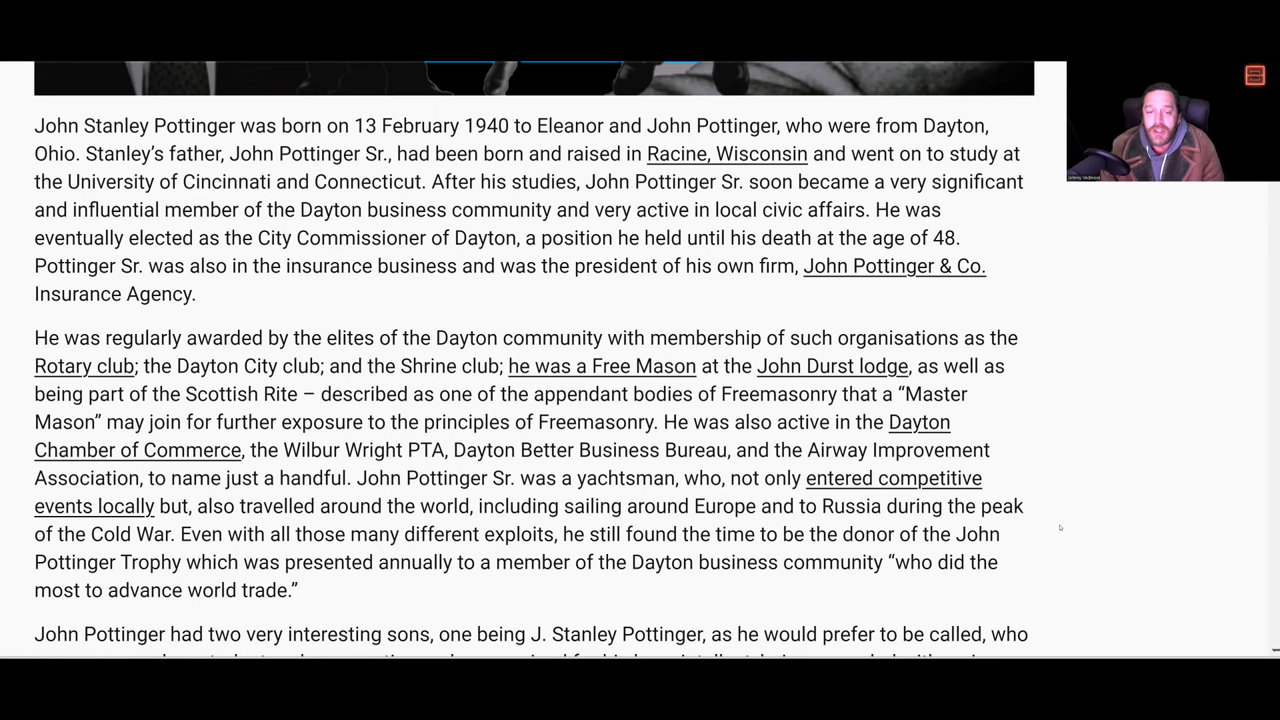 John Stanley Pottinger was born on 13 February 1940 to Eleanor and John Pottinger, who were from Dayton,
Ohio. Stanley’s father, John Pottinger Sr., had been born and raised in Racine, Wisconsin and went on to study at
the University of Cincinnati and Connecticut. After his studies, John Pottinger Sr. soon became a very significant
and influential member of the Dayton business community and very active in local civic affairs. He was
eventually elected as the City Commissioner of Dayton, a position he held until his death at the age of 48.
Pottinger Sr. was also in the insurance business and was the president of his own firm, John Pottinger & Co.
Insurance Agency.
He was regularly awarded by the elites of the Dayton community with membership of such organisations as the
Rotary club; the Dayton City club; and the Shrine club; he was a Free Mason at the John Durst lodge, as well as
being part of the Scottish Rite – described as one of the appendant bodies of Freemasonry that a “Master
Mason” may join for further exposure to the principles of Freemasonry. He was also active in the Dayton
Chamber of Commerce, the Wilbur Wright PTA, Dayton Better Business Bureau, and the Airway Improvement
Association, to name just a handful. John Pottinger Sr. was a yachtsman, who, not only entered competitive
events locally but, also travelled around the world, including sailing around Europe and to Russia during the peak
of the Cold War. Even with all those many different exploits, he still found the time to be the donor of the John
Pottinger Trophy which was presented annually to a member of the Dayton business community “who did the
most to advance world trade.”
John Pottinger had two very interesting sons, one being J. Stanley Pottinger, as he would prefer to be called, who